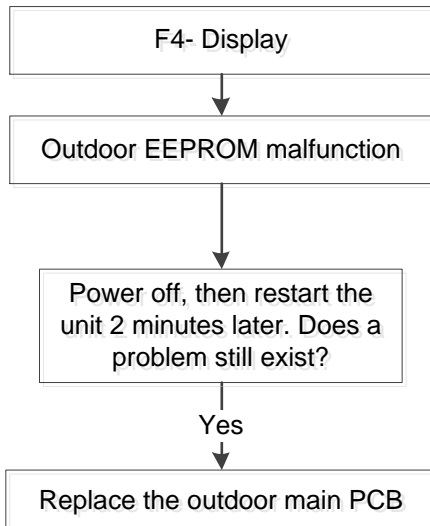 F4- Display
Outdoor EEPROM malfunction
Power off, then restart the
unit 2 minutes later. Does a
problem still exist?
Yes
Replace the outdoor main PCB